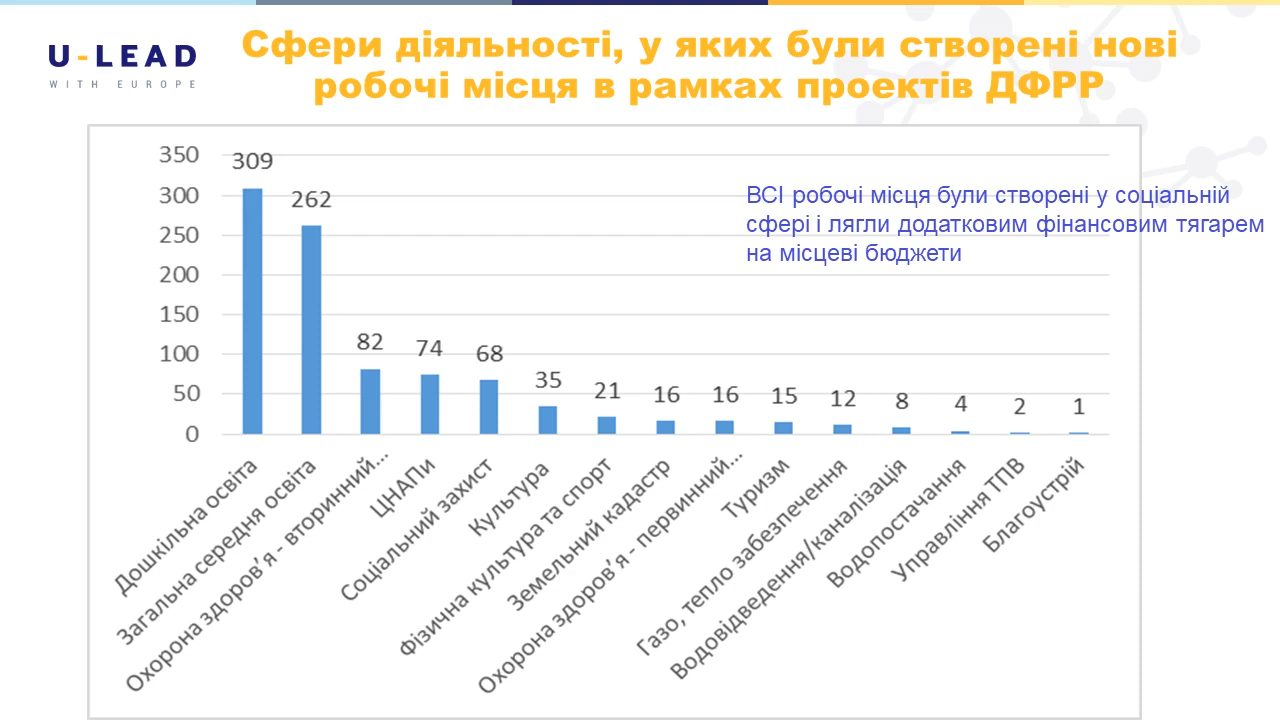 U-LEAD
WITH EUROPE
Сфери діяльності, у яких були створені нові
робочі місця в рамках проектів ДФРР
ВСІ робочі місця були створені у соціальній
сфері і лягли додатковим фінансовим тягарем
на місцеві бюджети
350
300
250
200
150
100
50
0
309
262
82
74
68
35
21
16
16
15
12
8
4
2
1
Дошкільна освіта
Загальна середня освіта
Охорона здоров’я - вторинний...
ЦНАПи
Соціальний захист
Культура
Фізична культура та спорт
Земельний кадастр
Охорона здоров’я - первинний...
Туризм
Газо, тепло забезпечення
Водовідведення/каналізація
Водопостачання
Управління ТПВ
Благоустрій